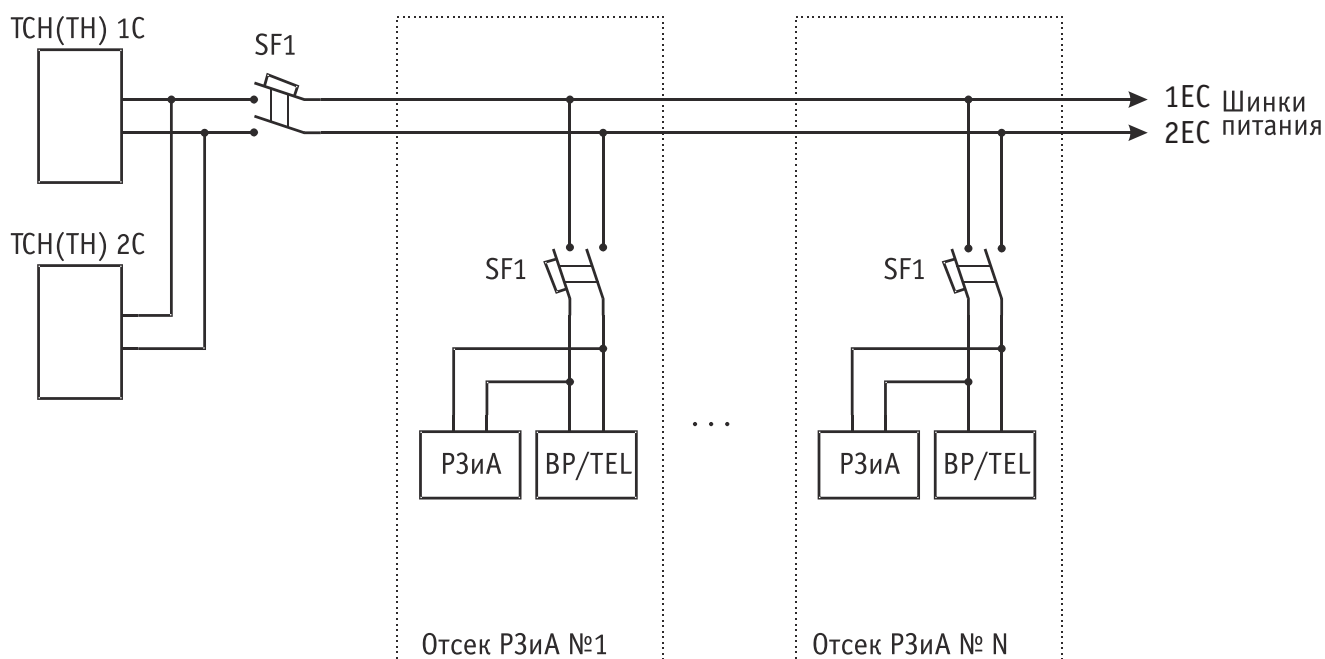 ТСН(ТН) 1С
SF1
1ЕС Шинки
2ЕС питания
ТСН(ТН) 2С
SF1
SF1
РЗиА
BP/TEL
. . .
РЗиА
BP/TEL
Отсек РЗиА №1
Отсек РЗиА № N